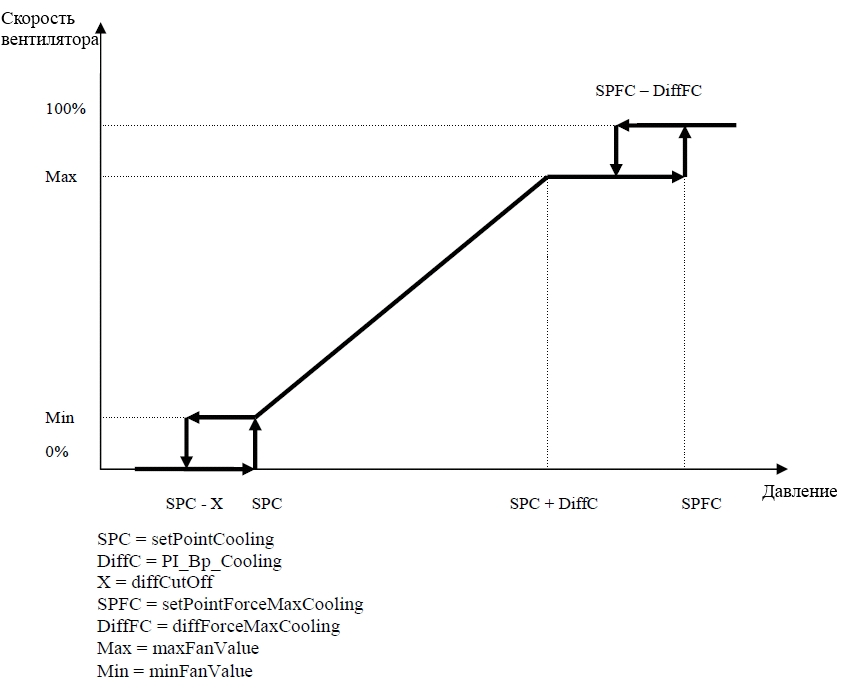 Скорость
вентилятора
SPFC – DiffFC
100%
Max
Min
0%
Давление
SPC - X SPC SPC + DiffC SPFC
SPC = setPointCooling
DiffC = PI_Bp_Cooling
X = diffCutOff
SPFC = setPointForceMaxCooling
DiffFC = diffForceMaxCooling
Max = maxFanValue
Min = minFanValue